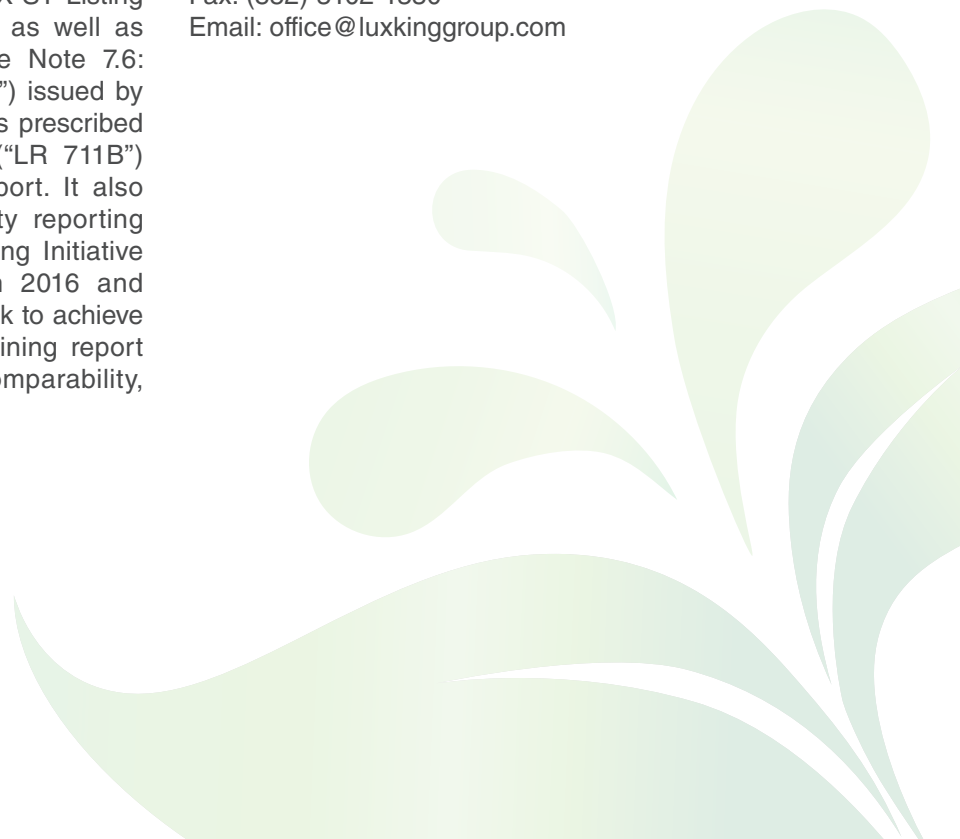 as well as
e Note 7.6:
”) issued by
s prescribed
(“LR 711B”)
port. It also
ty reporting
ng Initiative
2016 and
k to achieve
ining report
omparability,
Email: office@luxkinggroup.com